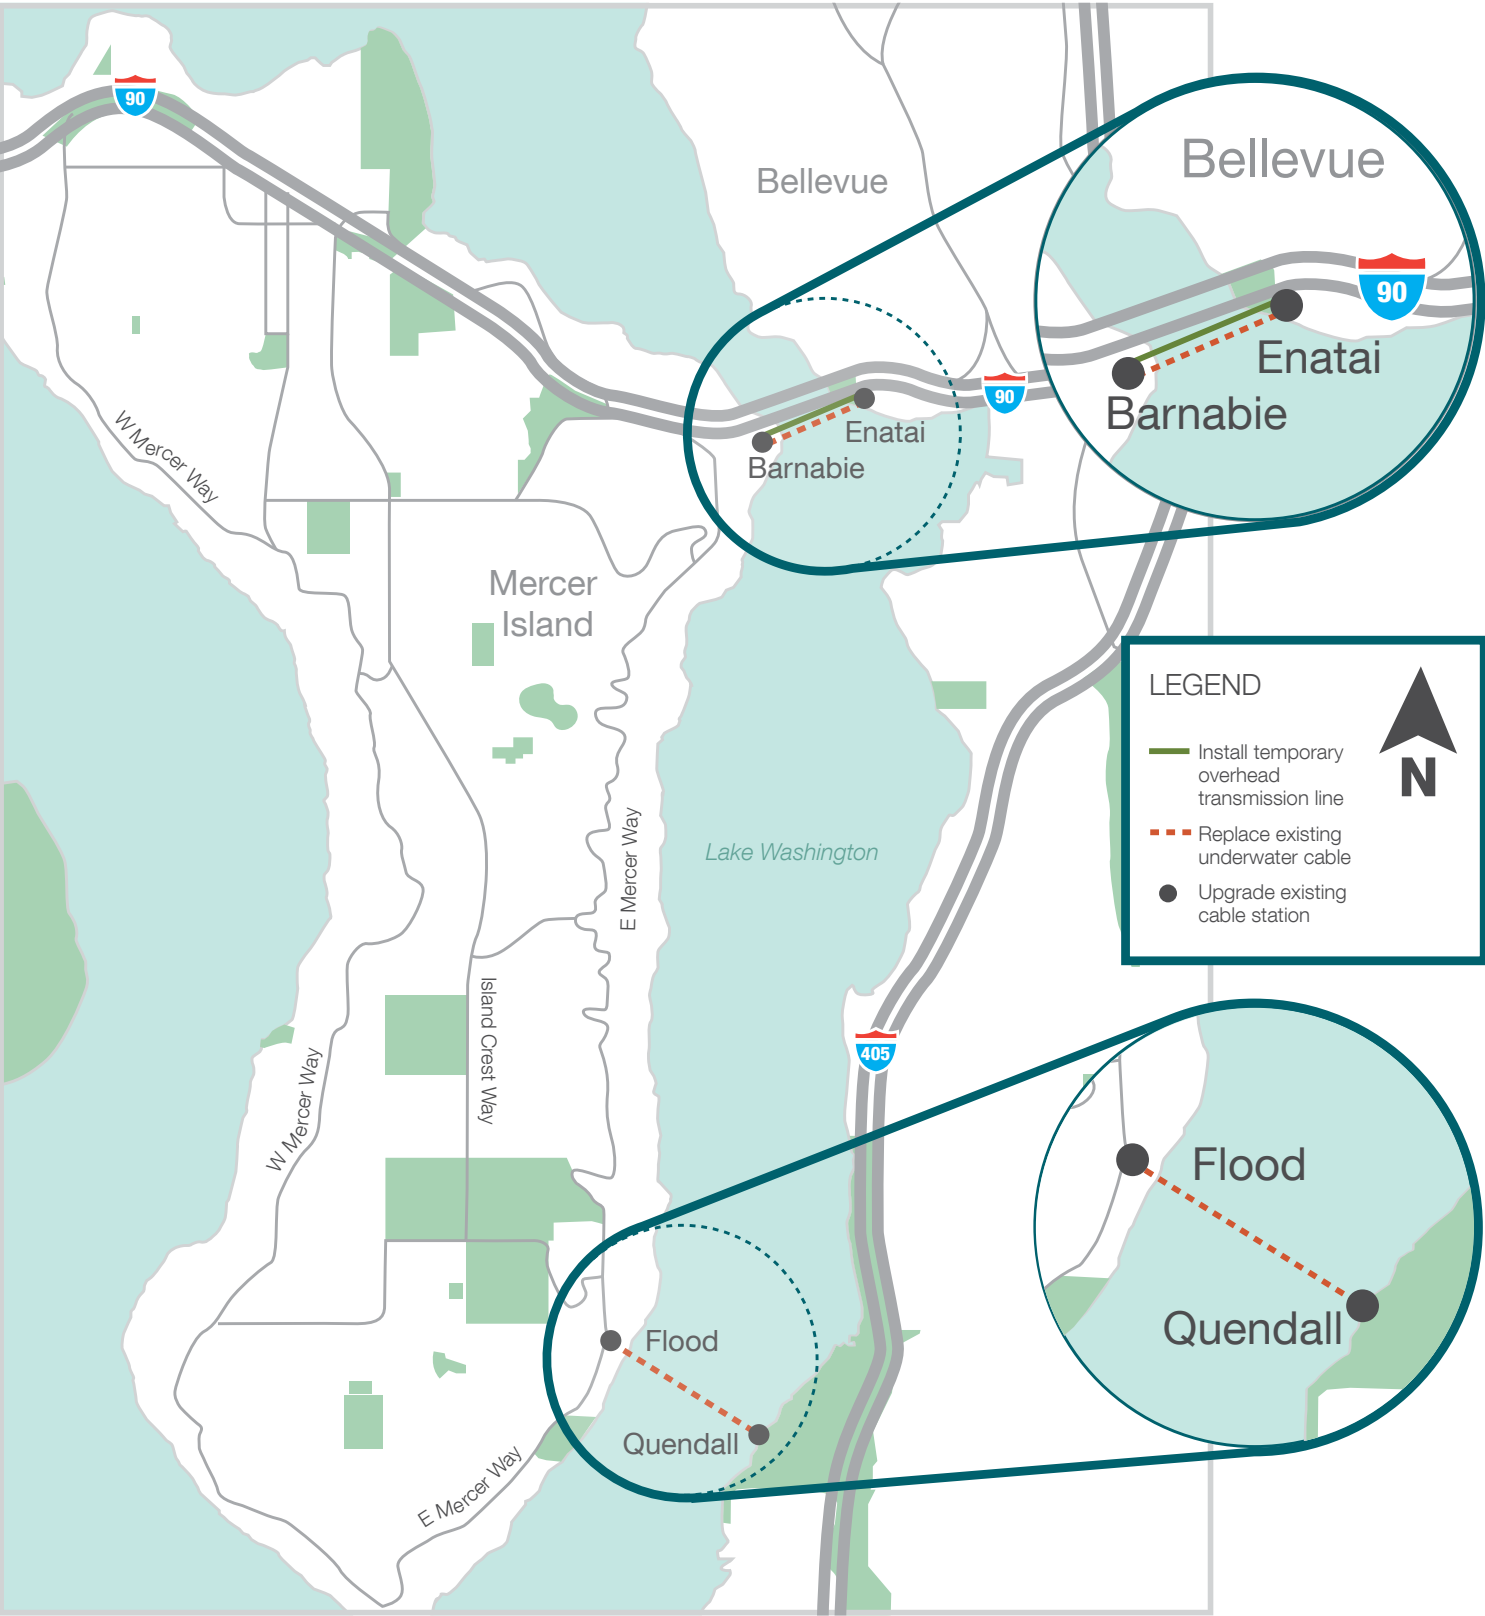 90
Bellevue
Bellevue
90
Enatai
Barnabie
90
Enatai
Barnabie
W Mercer Way
Mercer
Island
LEGEND
Install temporary
overhead
transmission line
Replace existing
underwater cable
Upgrade existing
cable station
N
E Mercer Way
Lake Washington
Island Crest Way
405
W Mercer Way
Flood
Quendall
Flood
Quendall
E Mercer Way